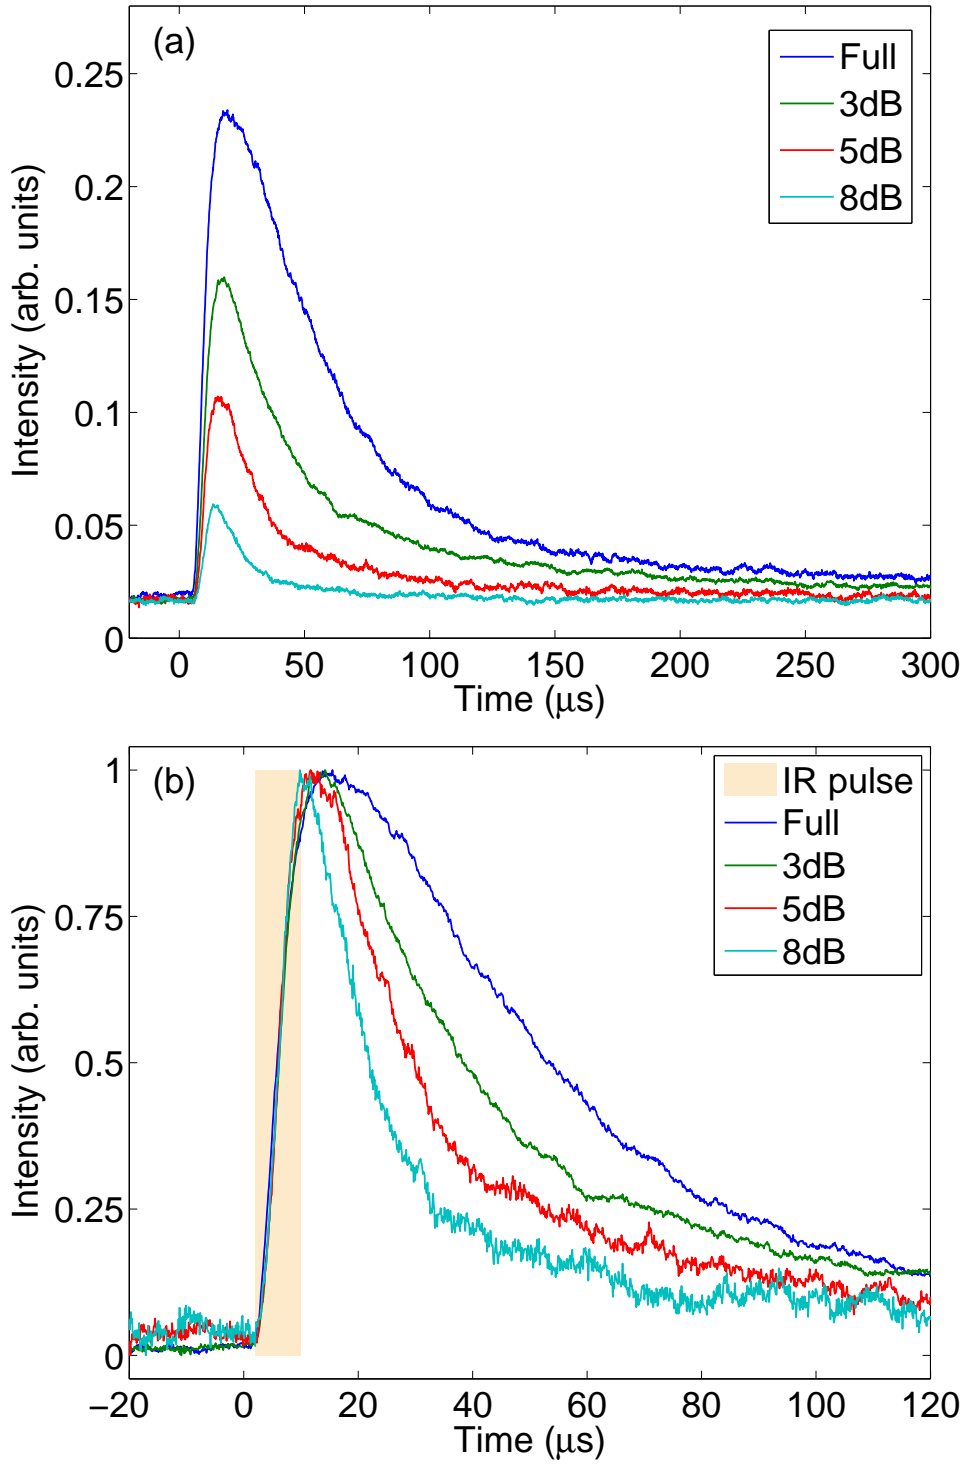 (a)
Full
3dB
5dB
8dB
0.25
0.2
0.15
0.1
0.05
0
Intensity (arb. units)
0 50 100 150 200 250 300
Time (μs)
(b)
IR pulse
Full
3dB
5dB
8dB
1
0.75
0.5
0.25
0
Intensity (arb. units)
−20 0 20 40 60 80 100 120
Time (μs)